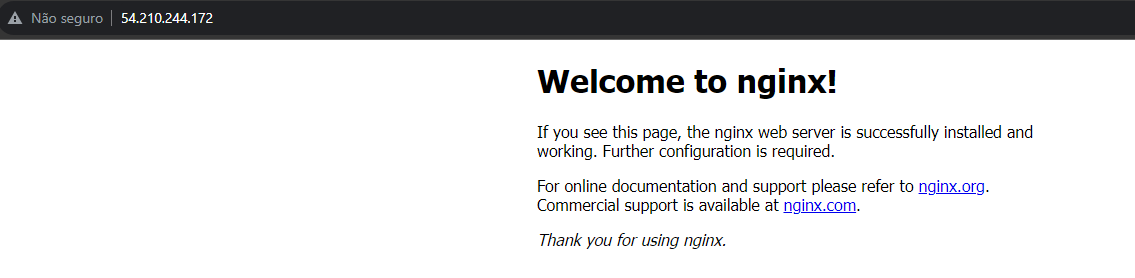 Não seguro 54.210.244.172
Welcome to nginx!
If you see this page, the nginx web server is successfully installed and
working. Further configuration is required.
For online documentation and support please refer to nginx.org.
Commercial support is available at nginx.com.
Thank you for using nginx.